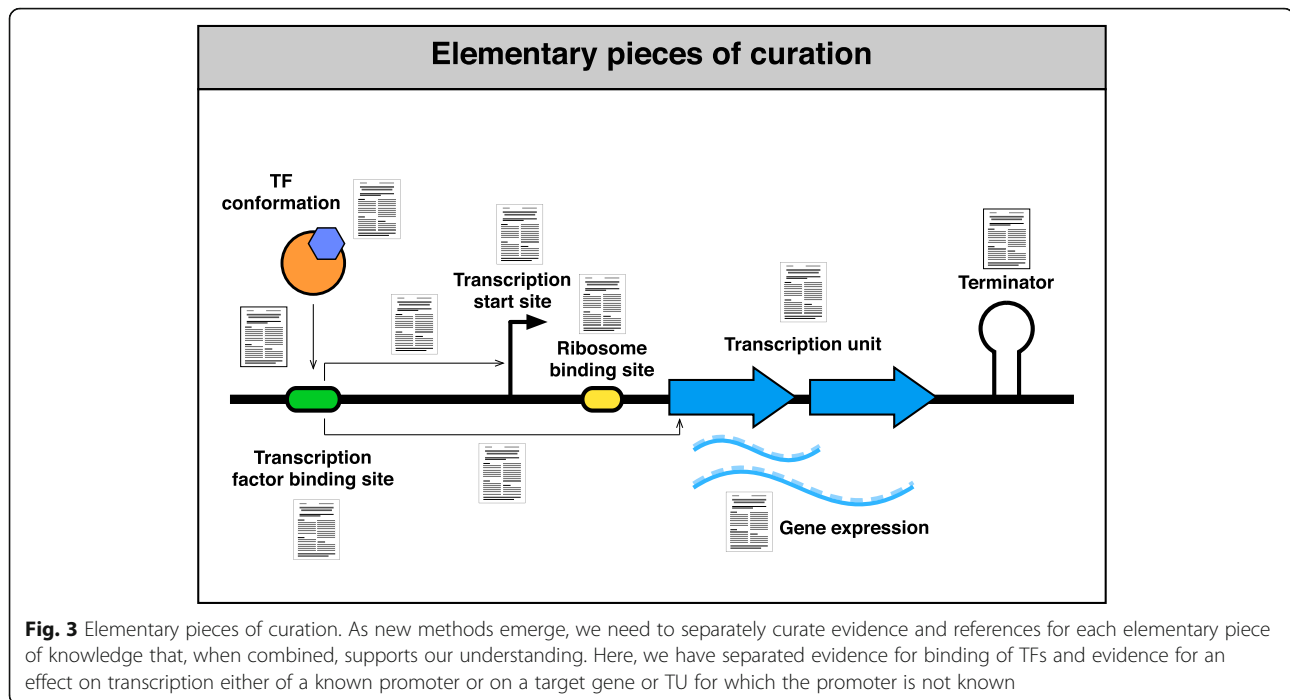 Elementary pieces of curation
TF
conformation
Transcription
start site
Ribosome
binding site
Transcription unit
Terminator
Transcription
factor binding site
Gene expression
Fig. 3 Elementary pieces of curation. As new methods emerge, we need to separately curate evidence and references for each elementary piece
of knowledge that, when combined, supports our understanding. Here, we have separated evidence for binding of TFs and evidence for an
effect on transcription either of a known promoter or on a target gene or TU for which the promoter is not known